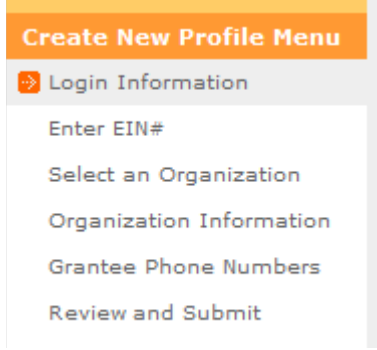 Create New Profile Menu
Login Information
Enter EIN#
Select an Organization
Organization Information
Grantee Phone Numbers
Review and Submit